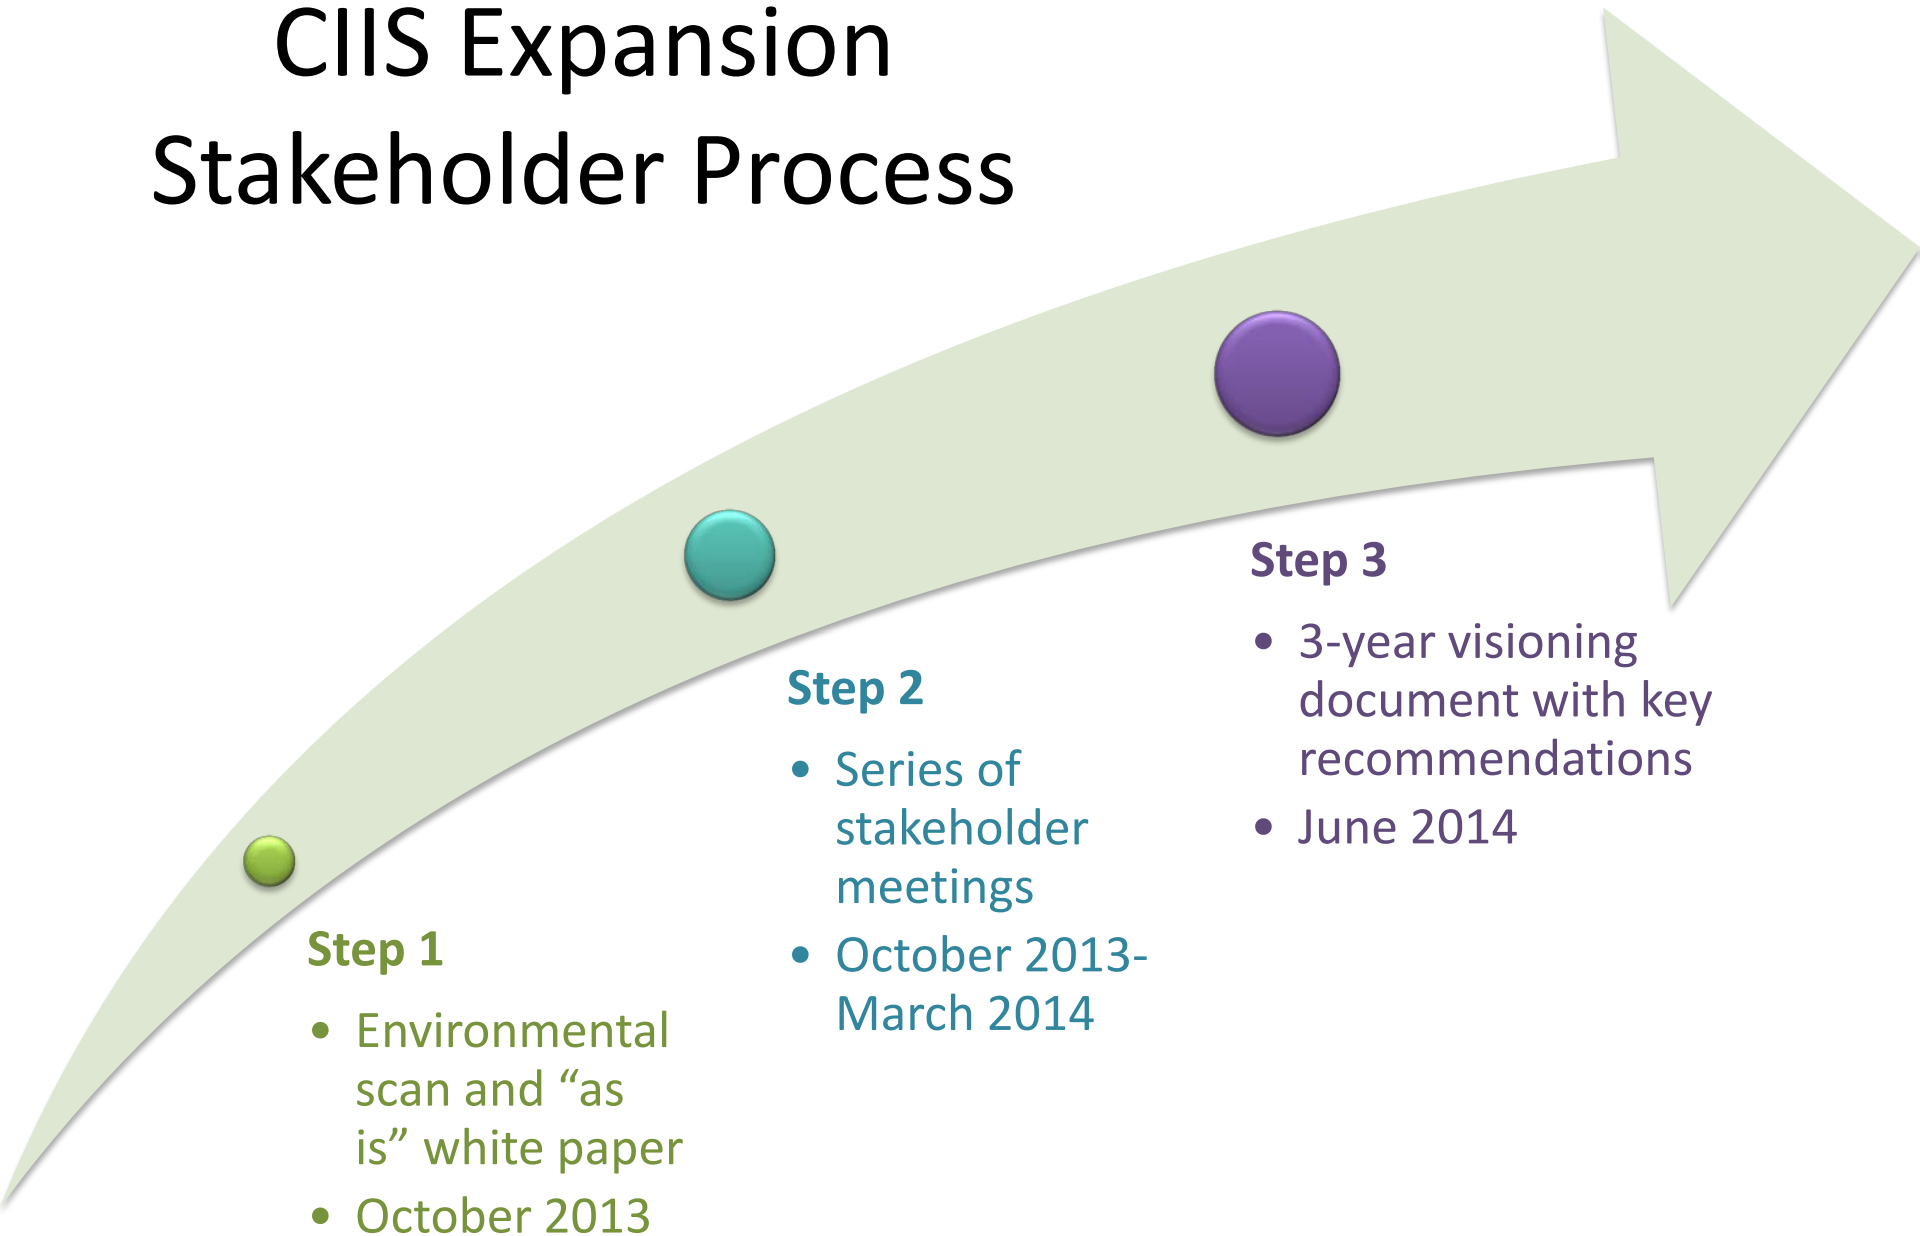 CIIS Expansion
Stakeholder Process
Step 1
• Environmental
scan and “as
is” white paper
• October 2013
Step 2
• Series of
stakeholder
meetings
• October 2013-
March 2014
Step 3
• 3-year visioning
document with key
recommendations
• June 2014